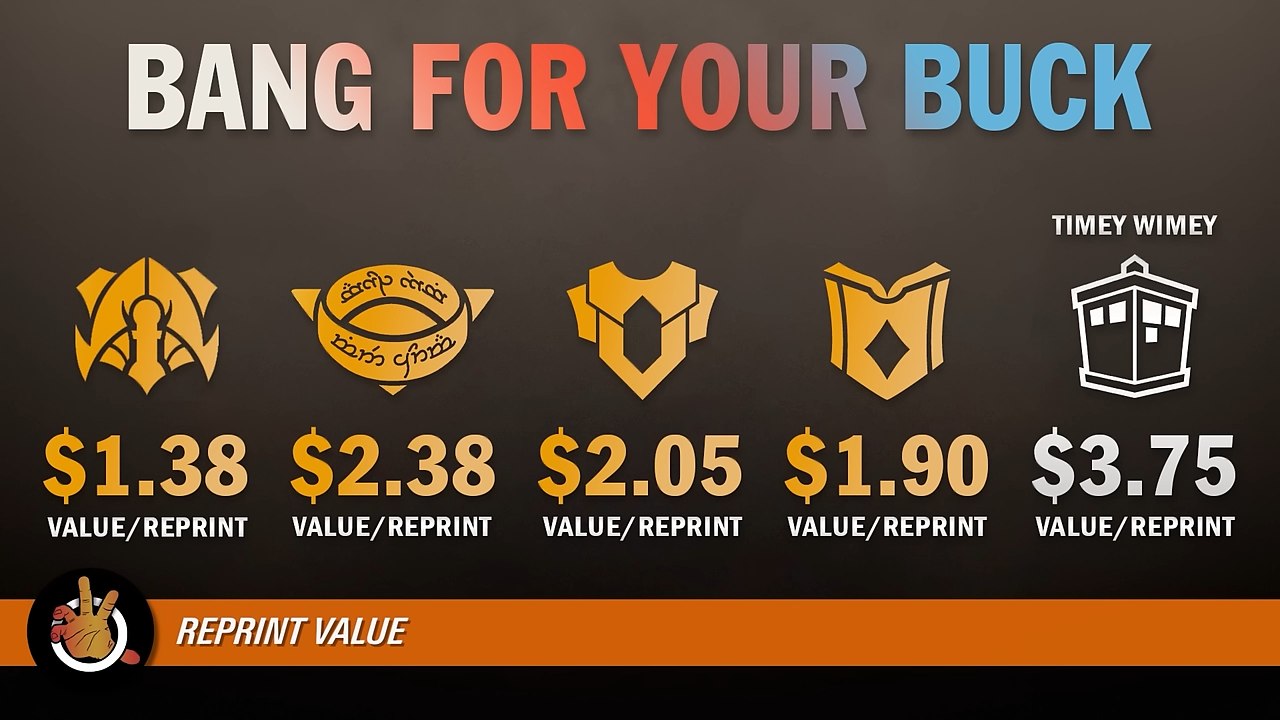 BANG FOR YOUR BUCK
TIMEY WIMEY
$1.38
VALUE/REPRINT
$2.38
VALUE/REPRINT
$2.05
VALUE/REPRINT
$1.90
VALUE/REPRINT
$3.75
VALUE/REPRINT
REPRINT VALUE